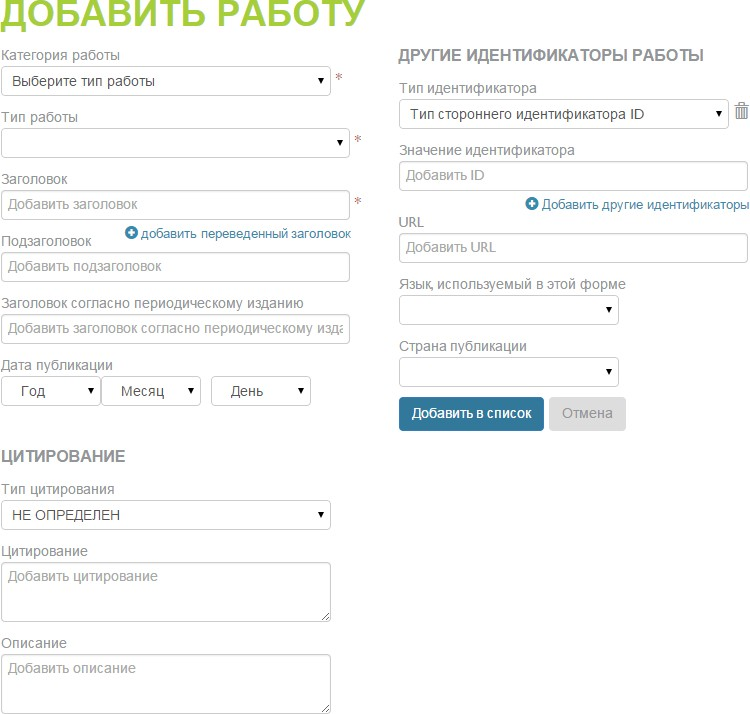 ДОБАВИТЬ РАБОТУ
Категория работы
Выберите тип работы
*
Тип работы
*
Заголовок
Добавить заголовок
*
добавить переведенный заголовок
Подзаголовок
Добавить подзаголовок
Заголовок согласно периодическому изданию
Добавить заголовок согласно периодическому изда
Дата публикации
Год Месяц День
ЦИТИРОВАНИЕ
Тип цитирования
НЕ ОПРЕДЕЛЕН
Цитирование
Добавить цитирование
Описание
Добавить описание
ДРУГИЕ ИДЕНТИФИКАТОРЫ РАБОТЫ
Тип идентификатора
Тип стороннего идентификатора ID
Значение идентификатора
Добавить ID
Добавить другие идентификаторы
URL
Добавить URL
Язык, используемый в этой форме
Страна публикации
Добавить в список Отмена